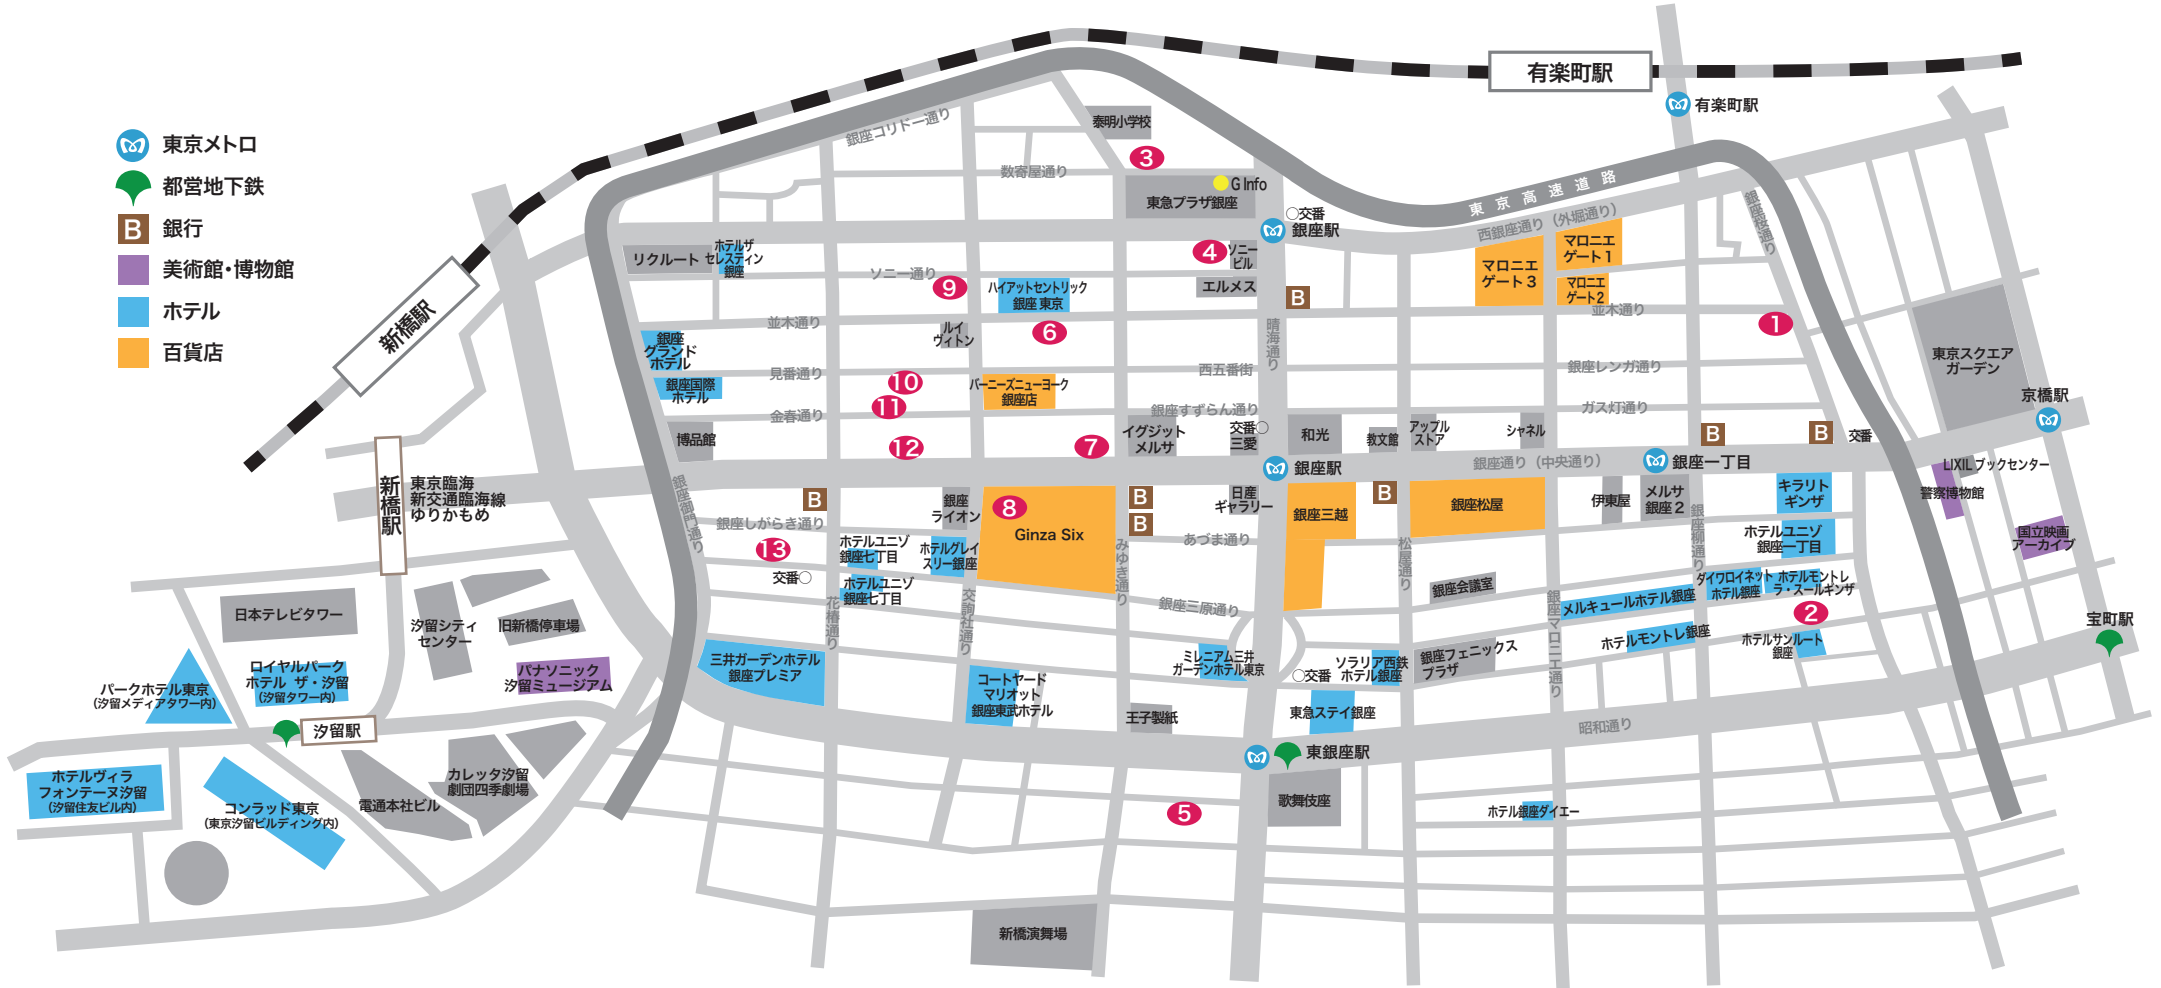 東京メトロ
都営地下鉄
B 銀行
美術館・博物館
ホテル
百貨店
有楽町駅
有楽町駅
新橋駅
新橋駅
東京臨海
新交通臨海線
ゆりかもめ
銀座コリドー通り
泰明小学校
3
数寄屋通り
G Info
東急プラザ銀座
○交番
銀座駅
東京高速道路
西銀座通り（外堀通り）
銀座桜通り
リクルート
ホテルザ
セレスティン
銀座
4
ソニー
ビル
ソニー通り
9
ハイアットセントリック
銀座 東京
エルメス
B
マロニエ
ゲート1
マロニエ
ゲート3
マロニエ
ゲート2
並木通り
並木通り
1
6
ルイ
ヴィトン
晴海通り
銀座
グランド
ホテル
見番通り
西五番街
銀座レンガ通り
東京スクエア
ガーデン
京橋駅
銀座国際
ホテル
10
11
バーニーズニューヨーク
銀座店
金春通り
銀座すずらん通り
ガス灯通り
博品館
12
7
イグジット
メルサ
交番○
三愛
和光
教文館
アップル
ストア
シャネル
B
B
交番
銀座駅
銀座通り（中央通り）
銀座一丁目
LIXIL ブックセンター
警察博物館
国立映画
アーカイブ
宝町駅
銀座御門通り
B
銀座
ライオン
8
Ginza Six
B
B
日産
ギャラリー
銀座三越
B
銀座松屋
伊東屋
メルサ
銀座2
キラリト
ギンザ
銀座しがらき通り
あづま通り
みゆき通り
松屋通り
銀座柳通り
ホテルユニゾ
銀座一丁目
13
交番○
ホテルユニゾ
銀座七丁目
ホテルユニゾ
銀座七丁目
ホテルグレイ
スリー銀座
花椿通り
交詢社通り
銀座三原通り
銀座会議室
銀座マロニエ通り
メルキュールホテル銀座
ダイワロイネット
ホテル銀座
ホテルモントレ
ラ・スールギンザ
2
ホテルモントレ銀座
ホテルサンルート
銀座
三井ガーデンホテル
銀座プレミア
コートヤード
マリオット
銀座東武ホテル
ミレニアム三井
ガーデンホテル東京
○交番
ソラリア西鉄
ホテル銀座
銀座フェニックス
プラザ
王子製紙
東急ステイ銀座
昭和通り
東銀座駅
歌舞伎座
5
ホテル銀座ダイエー
新橋演舞場
日本テレビタワー
汐留シティ
センター
旧新橋停車場
パナソニック
汐留ミュージアム
ロイヤルパーク
ホテル ザ・汐留
（汐留タワー内）
パークホテル東京
（汐留メディアタワー内）
汐留駅
ホテルヴィラ
フォンテーヌ汐留
（汐留住友ビル内）
コンラッド東京
（東京汐留ビルディング内）
電通本社ビル
カレッタ汐留
劇団四季劇場